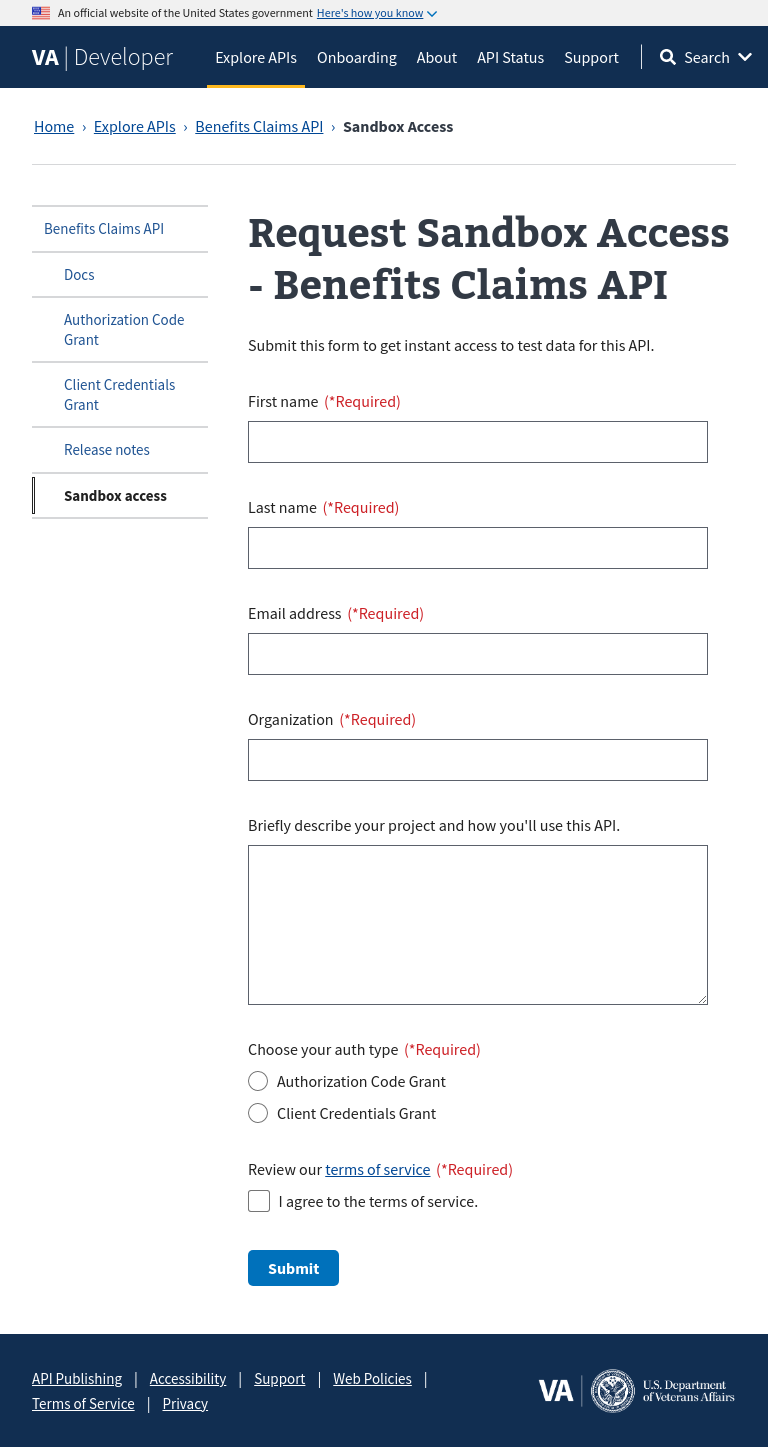 An official website of the United States government Here's how you know
VA | Developer
Explore APIs Onboarding About API Status Support Search
Home › Explore APIs › Benefits Claims API › Sandbox Access
Benefits Claims API
Docs
Authorization Code
Grant
Client Credentials
Grant
Release notes
Sandbox access
Request Sandbox Access
- Benefits Claims API
Submit this form to get instant access to test data for this API.
First name (*Required)
Last name (*Required)
Email address (*Required)
Organization (*Required)
Briefly describe your project and how you'll use this API.
Choose your auth type (*Required)
Authorization Code Grant
Client Credentials Grant
Review our terms of service (*Required)
I agree to the terms of service.
Submit
API Publishing | Accessibility | Support | Web Policies |
Terms of Service | Privacy
VA
U.S. Department
of Veterans Affairs